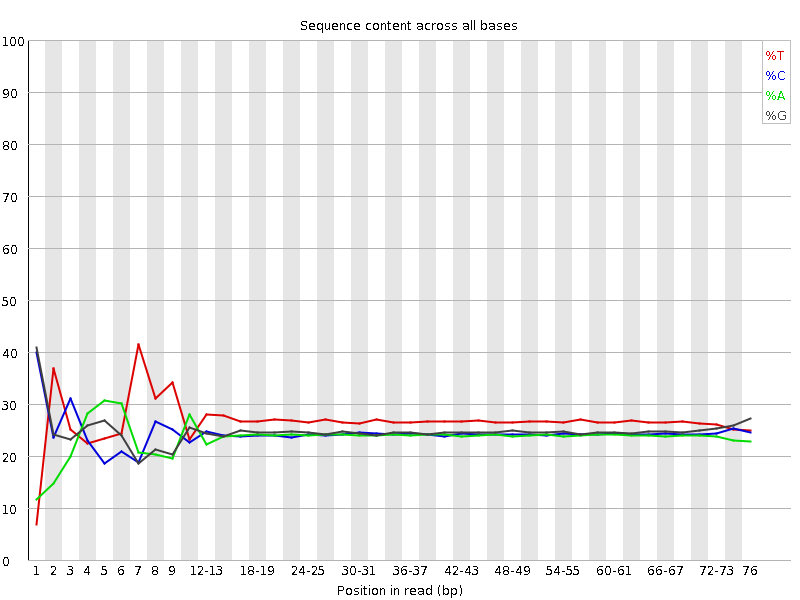 Sequence content across all bases
100
90
80
70
60
50
40
30
20
10
0
%T
%C
%A
%G
1 2 3 4 5 6 7 8 9 12-13 18-19 24-25 30-31 36-37 42-43 48-49 54-55 60-61 66-67 72-73 76
Position in read (bp)